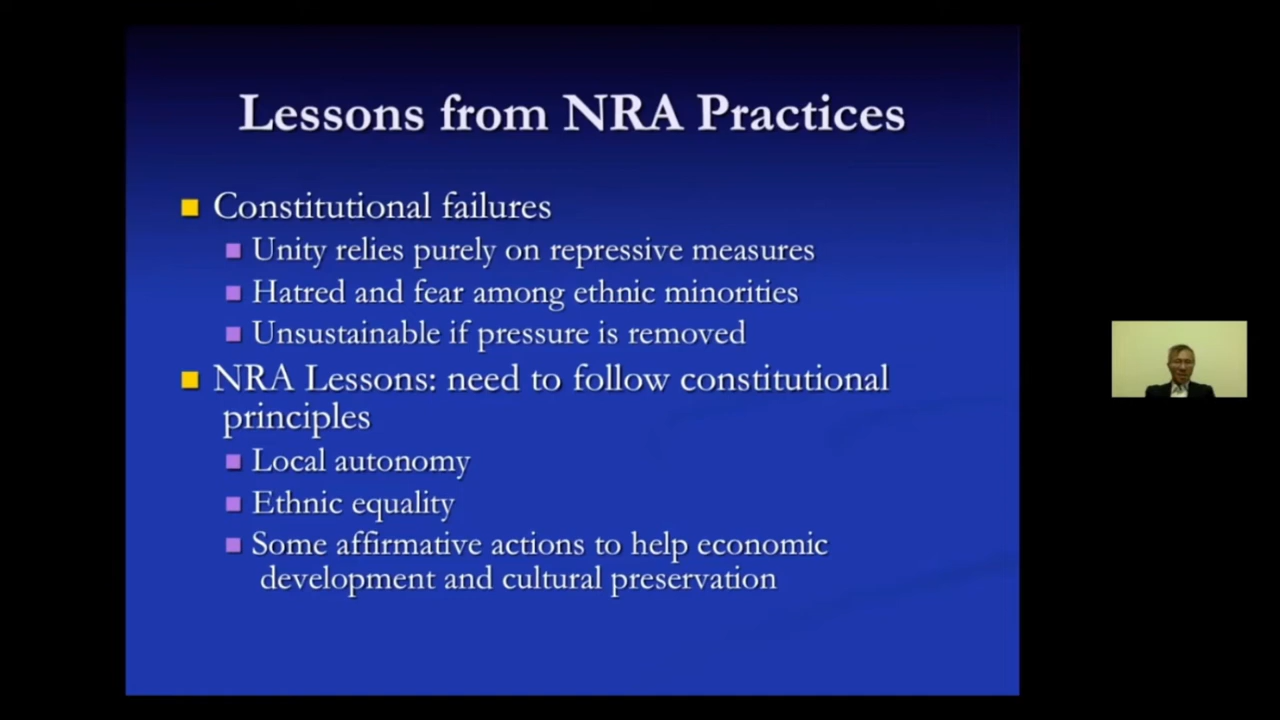 Lessons from NRA Practices
Constitutional failures
Unity relies purely on repressive measures
Hatred and fear among ethnic minorities
Unsustainable if pressure is removed
NRA Lessons: need to follow constitutional
principles
Local autonomy
Ethnic equality
Some affirmative actions to help economic
development and cultural preservation